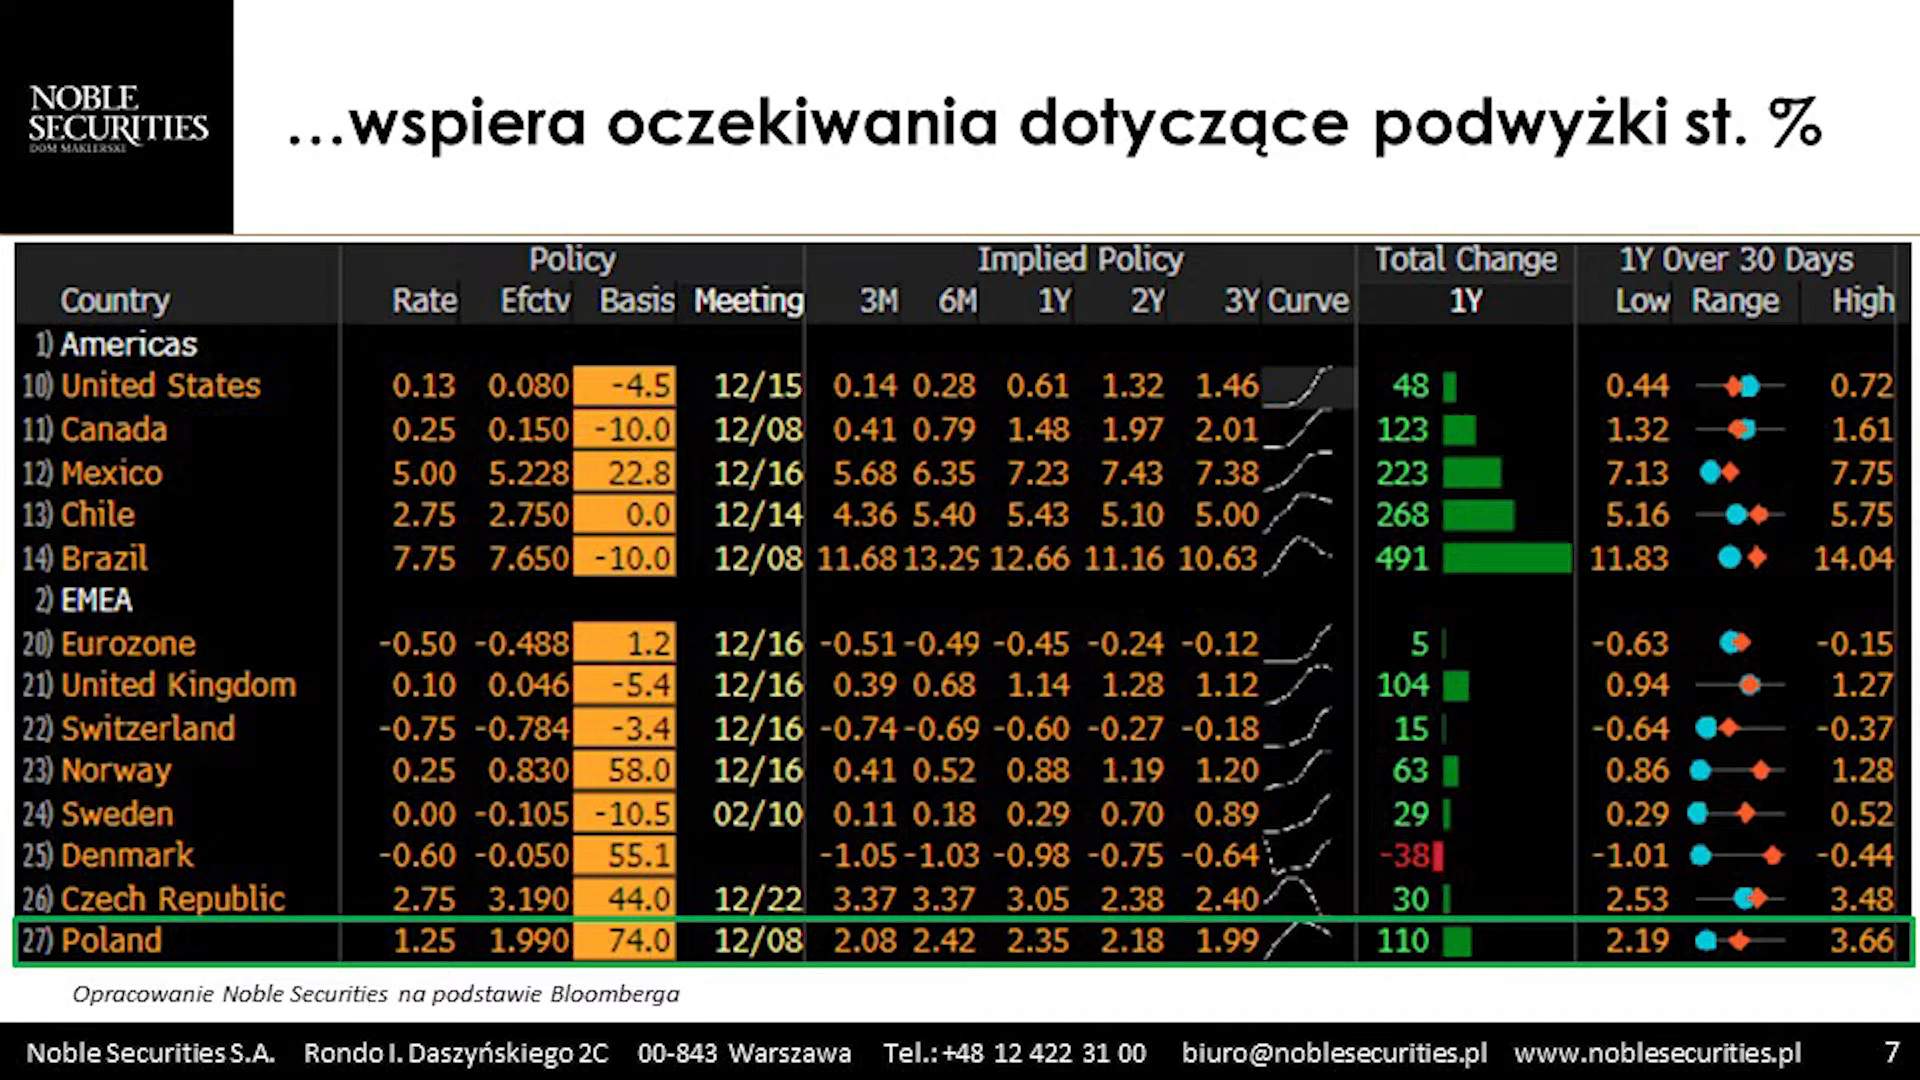 NOBLE
SECURITIES
DOM MAKLERSKI
...wspiera oczekiwania dotyczące podwyżki st. %
Policy Implied Policy Total Change 1Y Over 30 Days
Country Rate Efctv Basis Meeting 3M 6M 1Y 2Y 3Y Curve 1Y Low Range High
1) Americas
10) United States 0.13 0.080 -4.5 12/15 0.14 0.28 0.61 1.32 1.46 48 0.44 0.72
11) Canada 0.25 0.150 -10.0 12/08 0.41 0.79 1.48 1.97 2.01 123 1.32 1.61
12) Mexico 5.00 5.228 22.8 12/16 5.68 6.35 7.23 7.43 7.38 223 7.13 7.75
13) Chile 2.75 2.750 0.0 12/14 4.36 5.40 5.43 5.10 5.00 268 5.16 5.75
14) Brazil 7.75 7.650 -10.0 12/08 11.68 13.29 12.66 11.16 10.63 491 11.83 14.04
2) EMEA
20) Eurozone -0.50 -0.488 1.2 12/16 -0.51 -0.49 -0.45 -0.24 -0.12 5 -0.63 -0.15
21) United Kingdom 0.10 0.046 -5.4 12/16 0.39 0.68 1.14 1.28 1.12 104 0.94 1.27
22) Switzerland -0.75 -0.784 -3.4 12/16 -0.74 -0.69 -0.60 -0.27 -0.18 15 -0.64 -0.37
23) Norway 0.25 0.830 58.0 12/16 0.41 0.52 0.88 1.19 1.20 63 0.86 1.28
24) Sweden 0.00 -0.105 -10.5 02/10 0.11 0.18 0.29 0.70 0.89 29 0.29 0.52
25) Denmark -0.60 -0.050 55.1 -1.05 -1.03 -0.98 -0.75 -0.64 -38 -1.01 -0.44
26) Czech Republic 2.75 3.190 44.0 12/22 3.37 3.37 3.05 2.38 2.40 30 2.53 3.48
27) Poland 1.25 1.990 74.0 12/08 2.08 2.42 2.35 2.18 1.99 110 2.19 3.66
Opracowanie Noble Securities na podstawie Bloomberga
Noble Securities S.A. Rondo I. Daszyńskiego 2C 00-843 Warszawa Tel.: +48 12 422 31 00 biuro@noblesecurities.pl www.noblesecurities.pl 7